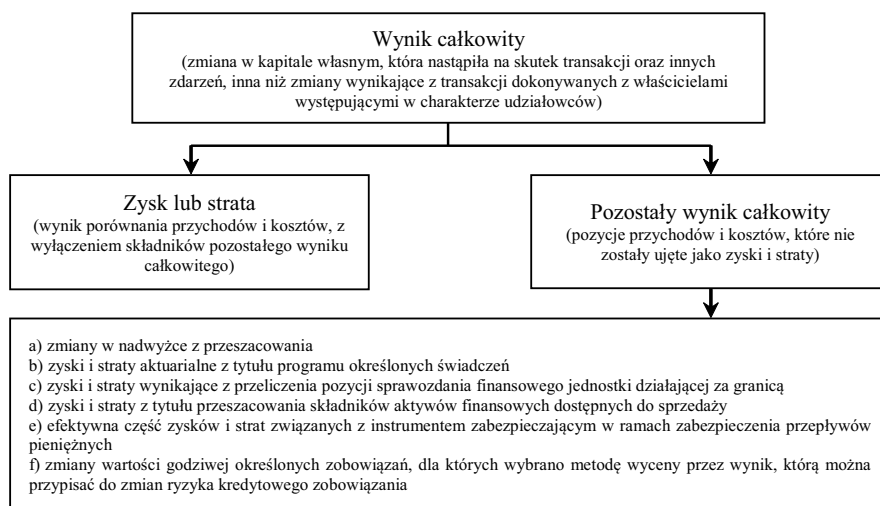 Wynik całkowity
(zmiana w kapitale własnym, która nastąpiła na skutek transakcji oraz innych
zdarzeń, inna niż zmiany wynikające z transakcji dokonywanych z właścicielami
występującymi w charakterze udziałowców)
Zysk lub strata
(wynik porównania przychodów i kosztów, z
wyłączeniem składników pozostałego wyniku
całkowitego)
Pozostały wynik całkowity
(pozycje przychodów i kosztów, które nie
zostały ujęte jako zyski i straty)
a) zmiany w nadwyżce z przeszacowania
b) zyski i straty aktuarialne z tytułu programu określonych świadczeń
c) zyski i straty wynikające z przeliczenia pozycji sprawozdania finansowego jednostki działającej za granicą
d) zyski i straty z tytułu przeszacowania składników aktywów finansowych dostępnych do sprzedaży
e) efektywna część zysków i strat związanych z instrumentem zabezpieczającym w ramach zabezpieczenia przepływów
pieniężnych
f) zmiany wartości godziwej określonych zobowiązań, dla których wybrano metodę wyceny przez wynik, którą można
przypisać do zmian ryzyka kredytowego zobowiązania